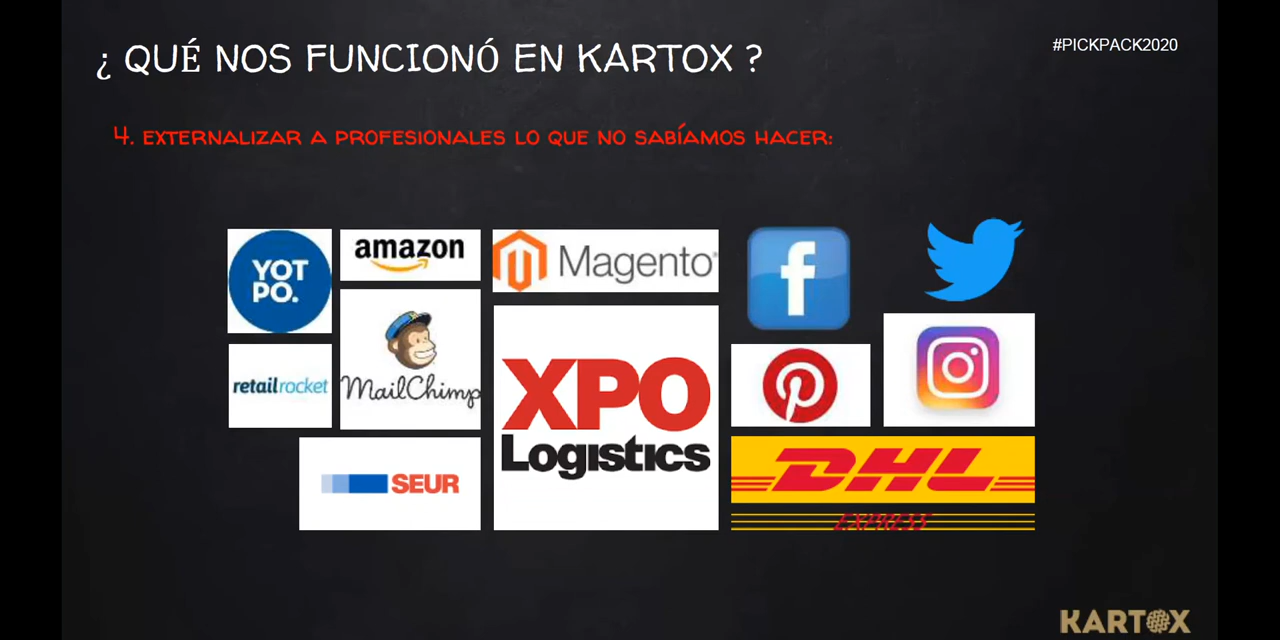 ¿ QUÉ NOS FUNCIONÓ EN KARTOX ?
#PICKPACK2020
4. EXTERNALIZAR A PROFESIONALES LO QUE NO SABÍAMOS HACER:
YOT
PO.
amazon
Magento®
f
retailrocket
MailChimp
XPO
Logistics
SEUR
DHL
EXPRESS
KARTOX